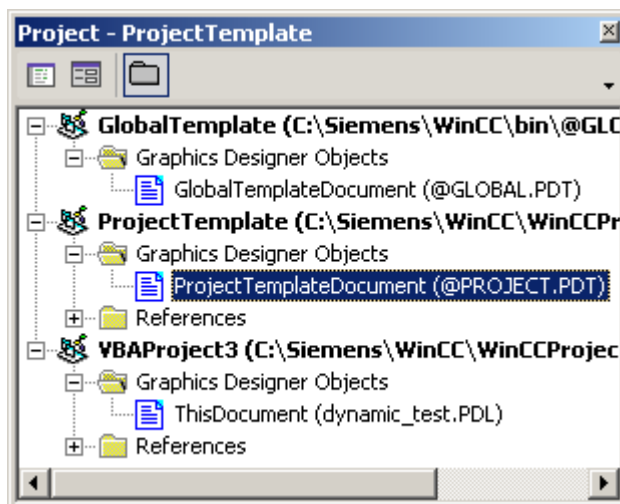 Project - ProjectTemplate
GlobalTemplate (C:\Siemens\WinCC\bin\@GLC
Graphics Designer Objects
GlobalTemplateDocument (@GLOBAL.PDT)
ProjectTemplate (C:\Siemens\WinCC\WinCCPr
Graphics Designer Objects
ProjectTemplateDocument (@PROJECT.PDT)
References
VBAProject3 (C:\Siemens\WinCC\WinCCProjec
Graphics Designer Objects
ThisDocument (dynamic_test.PDL)
References